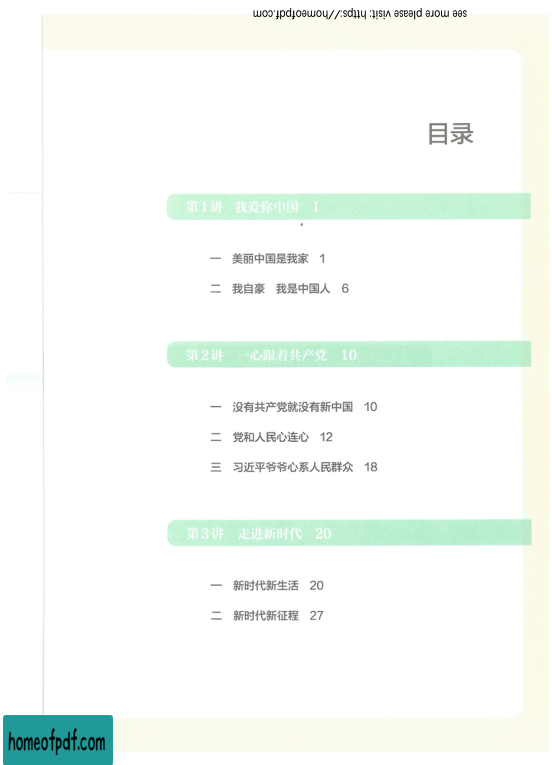 see more please visit: https://homeofpdf.com
目录
第1讲 我爱你中国 1
一 美丽中国是我家 1
二 我自豪 我是中国人 6
第2讲 一心跟着共产党 10
一 没有共产党就没有新中国 10
二 党和人民心连心 12
三 习近平爷爷心系人民群众 18
第3讲 走进新时代 20
一 新时代新生活 20
二 新时代新征程 27
homeofpdf.com